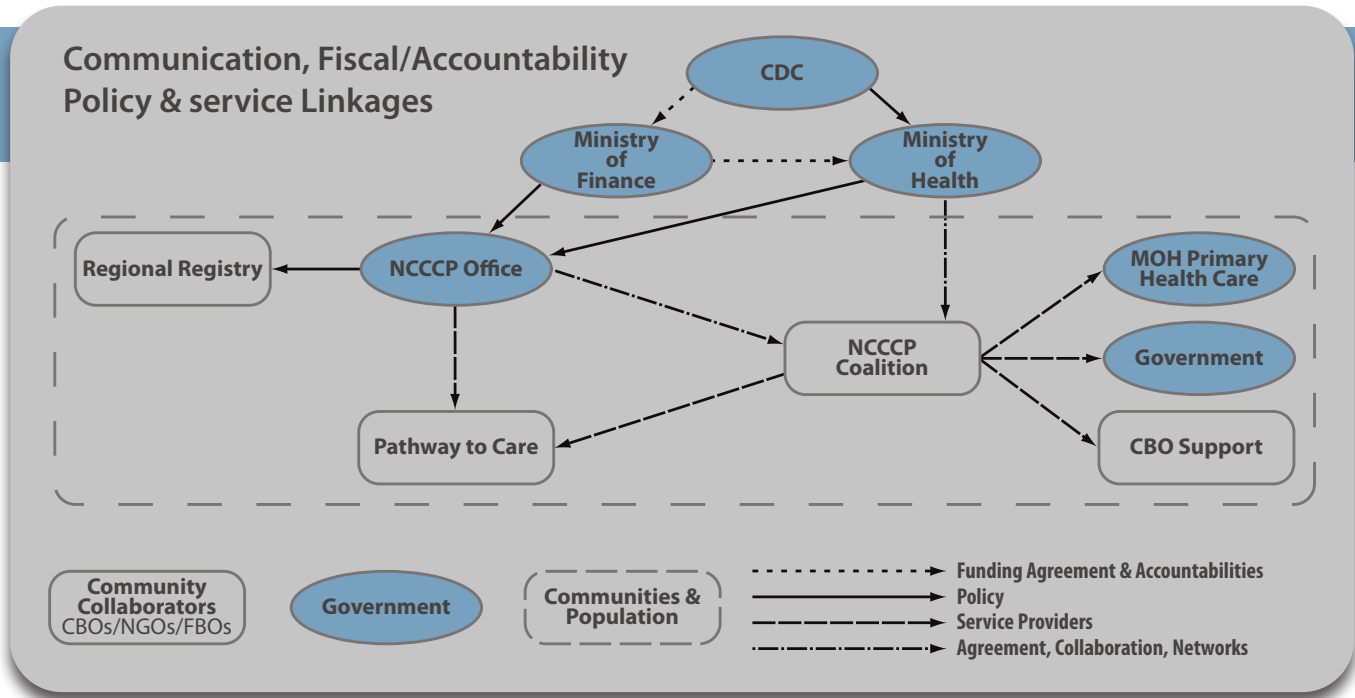 Communication, Fiscal/Accountability
Policy & service Linkages
CDC
Ministry
of
Finance
Ministry
of
Health
Regional Registry
NCCCP Office
MOH Primary
Health Care
NCCCP
Coalition
Government
Pathway to Care
CBO Support
Community
Collaborators
CBOs/NGOs/FBOs
Government
Communities &
Population
Funding Agreement & Accountabilities
Policy
Service Providers
Agreement, Collaboration, Networks